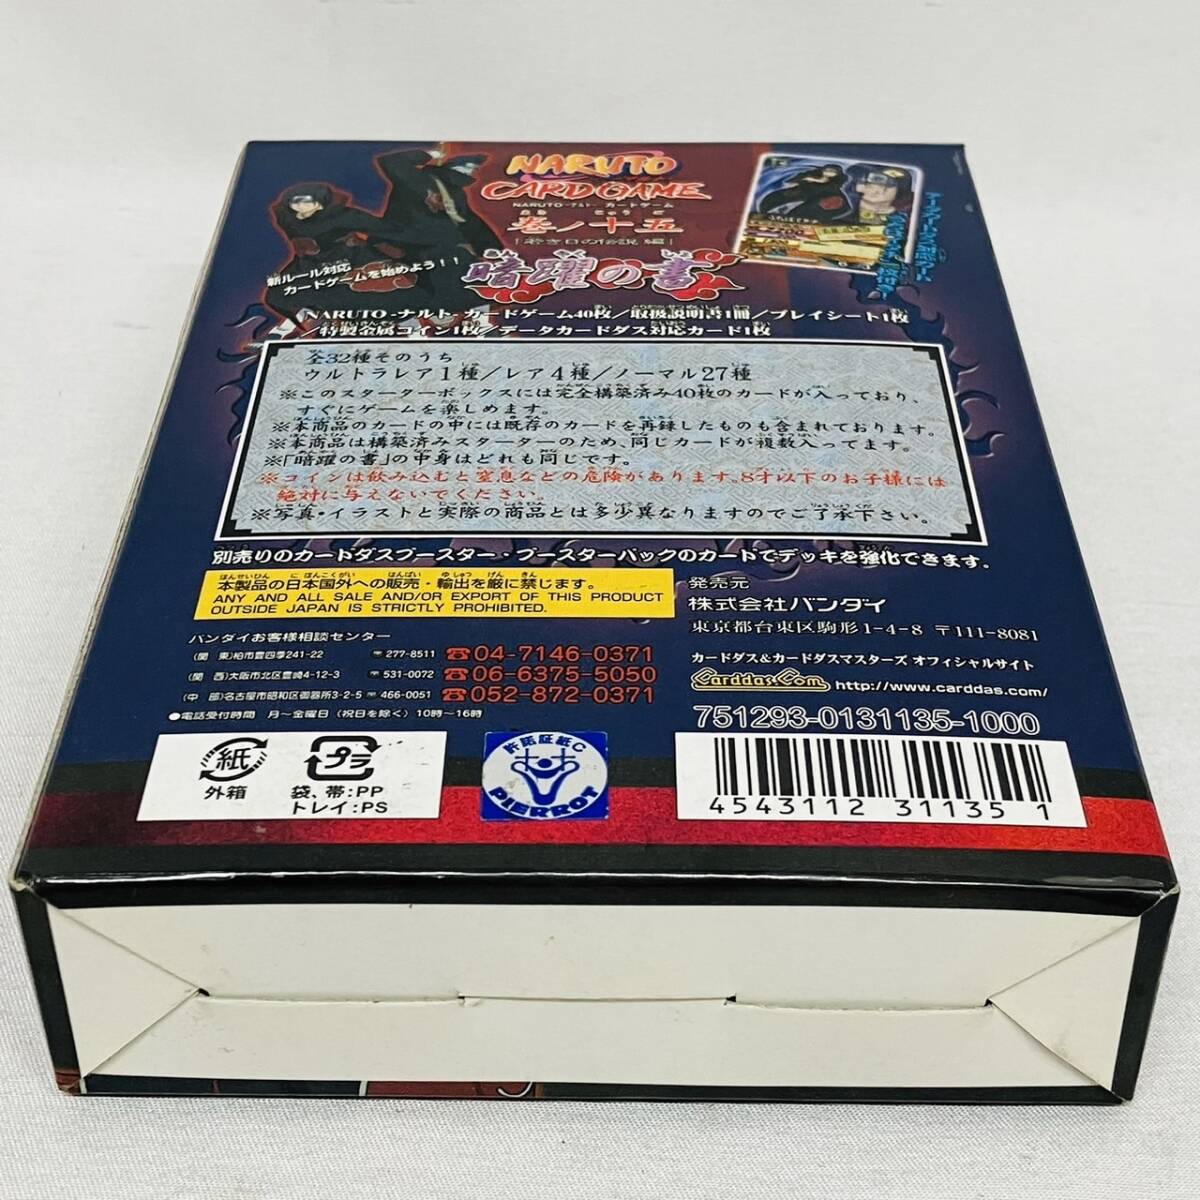 NARUTO
CARD GAME
NARUTO -ナルト- カードゲーム
巻ノ十五
「若き日の伝説 編」
暗躍の書
新ルール対応
カードゲームを始めよう!!
NARUTO-ナルト-カードゲーム40枚/取扱説明書1冊/プレイシート1枚
/特製金属コイン1枚/データカードダス対応カード1枚
全32種そのうち
ウルトラレア1種/レア4種/ノーマル27種
※このスターターボックスには完全構築済み40枚のカードが入っており、
すぐにゲームを楽しめます。
※本商品のカードの中には既存のカードを再録したものも含まれております。
※本商品は構築済みスターターのため、同じカードが複数入ってます。
※「暗躍の書」の中身はどれも同じです。
※コインは飲み込むと窒息などの危険があります。8才以下のお子様には
絶対に与えないでください。
※写真・イラストと実際の商品とは多少異なりますのでご了承下さい。
別売りのカードダスブースター・ブースターパックのカードでデッキを強化できます。
本製品の日本国外への販売・輸出を厳に禁じます。
ANY AND ALL SALE AND/OR EXPORT OF THIS PRODUCT
OUTSIDE JAPAN IS STRICTLY PROHIBITED.
発売元
株式会社バンダイ
東京都台東区駒形1-4-8 〒111-8081
バンダイお客様相談センター
(関 東)柏市豊四季241-22 〒277-8511 ☎04-7146-0371
(関 西)大阪市北区豊崎4-12-3 〒531-0072 ☎06-6375-5050
(中 部)名古屋市昭和区御器所3-2-5 〒466-0051 ☎052-872-0371
●電話受付時間 月〜金曜日(祝日を除く)10時〜16時
カードダス&カードダスマスターズ オフィシャルサイト
Carddas.Com http://www.carddas.com/
751293-0131135-1000
紙
外箱
プラ
袋、帯:PP
トレイ:PS
許諾証紙C
PIERROT
4543112 311351